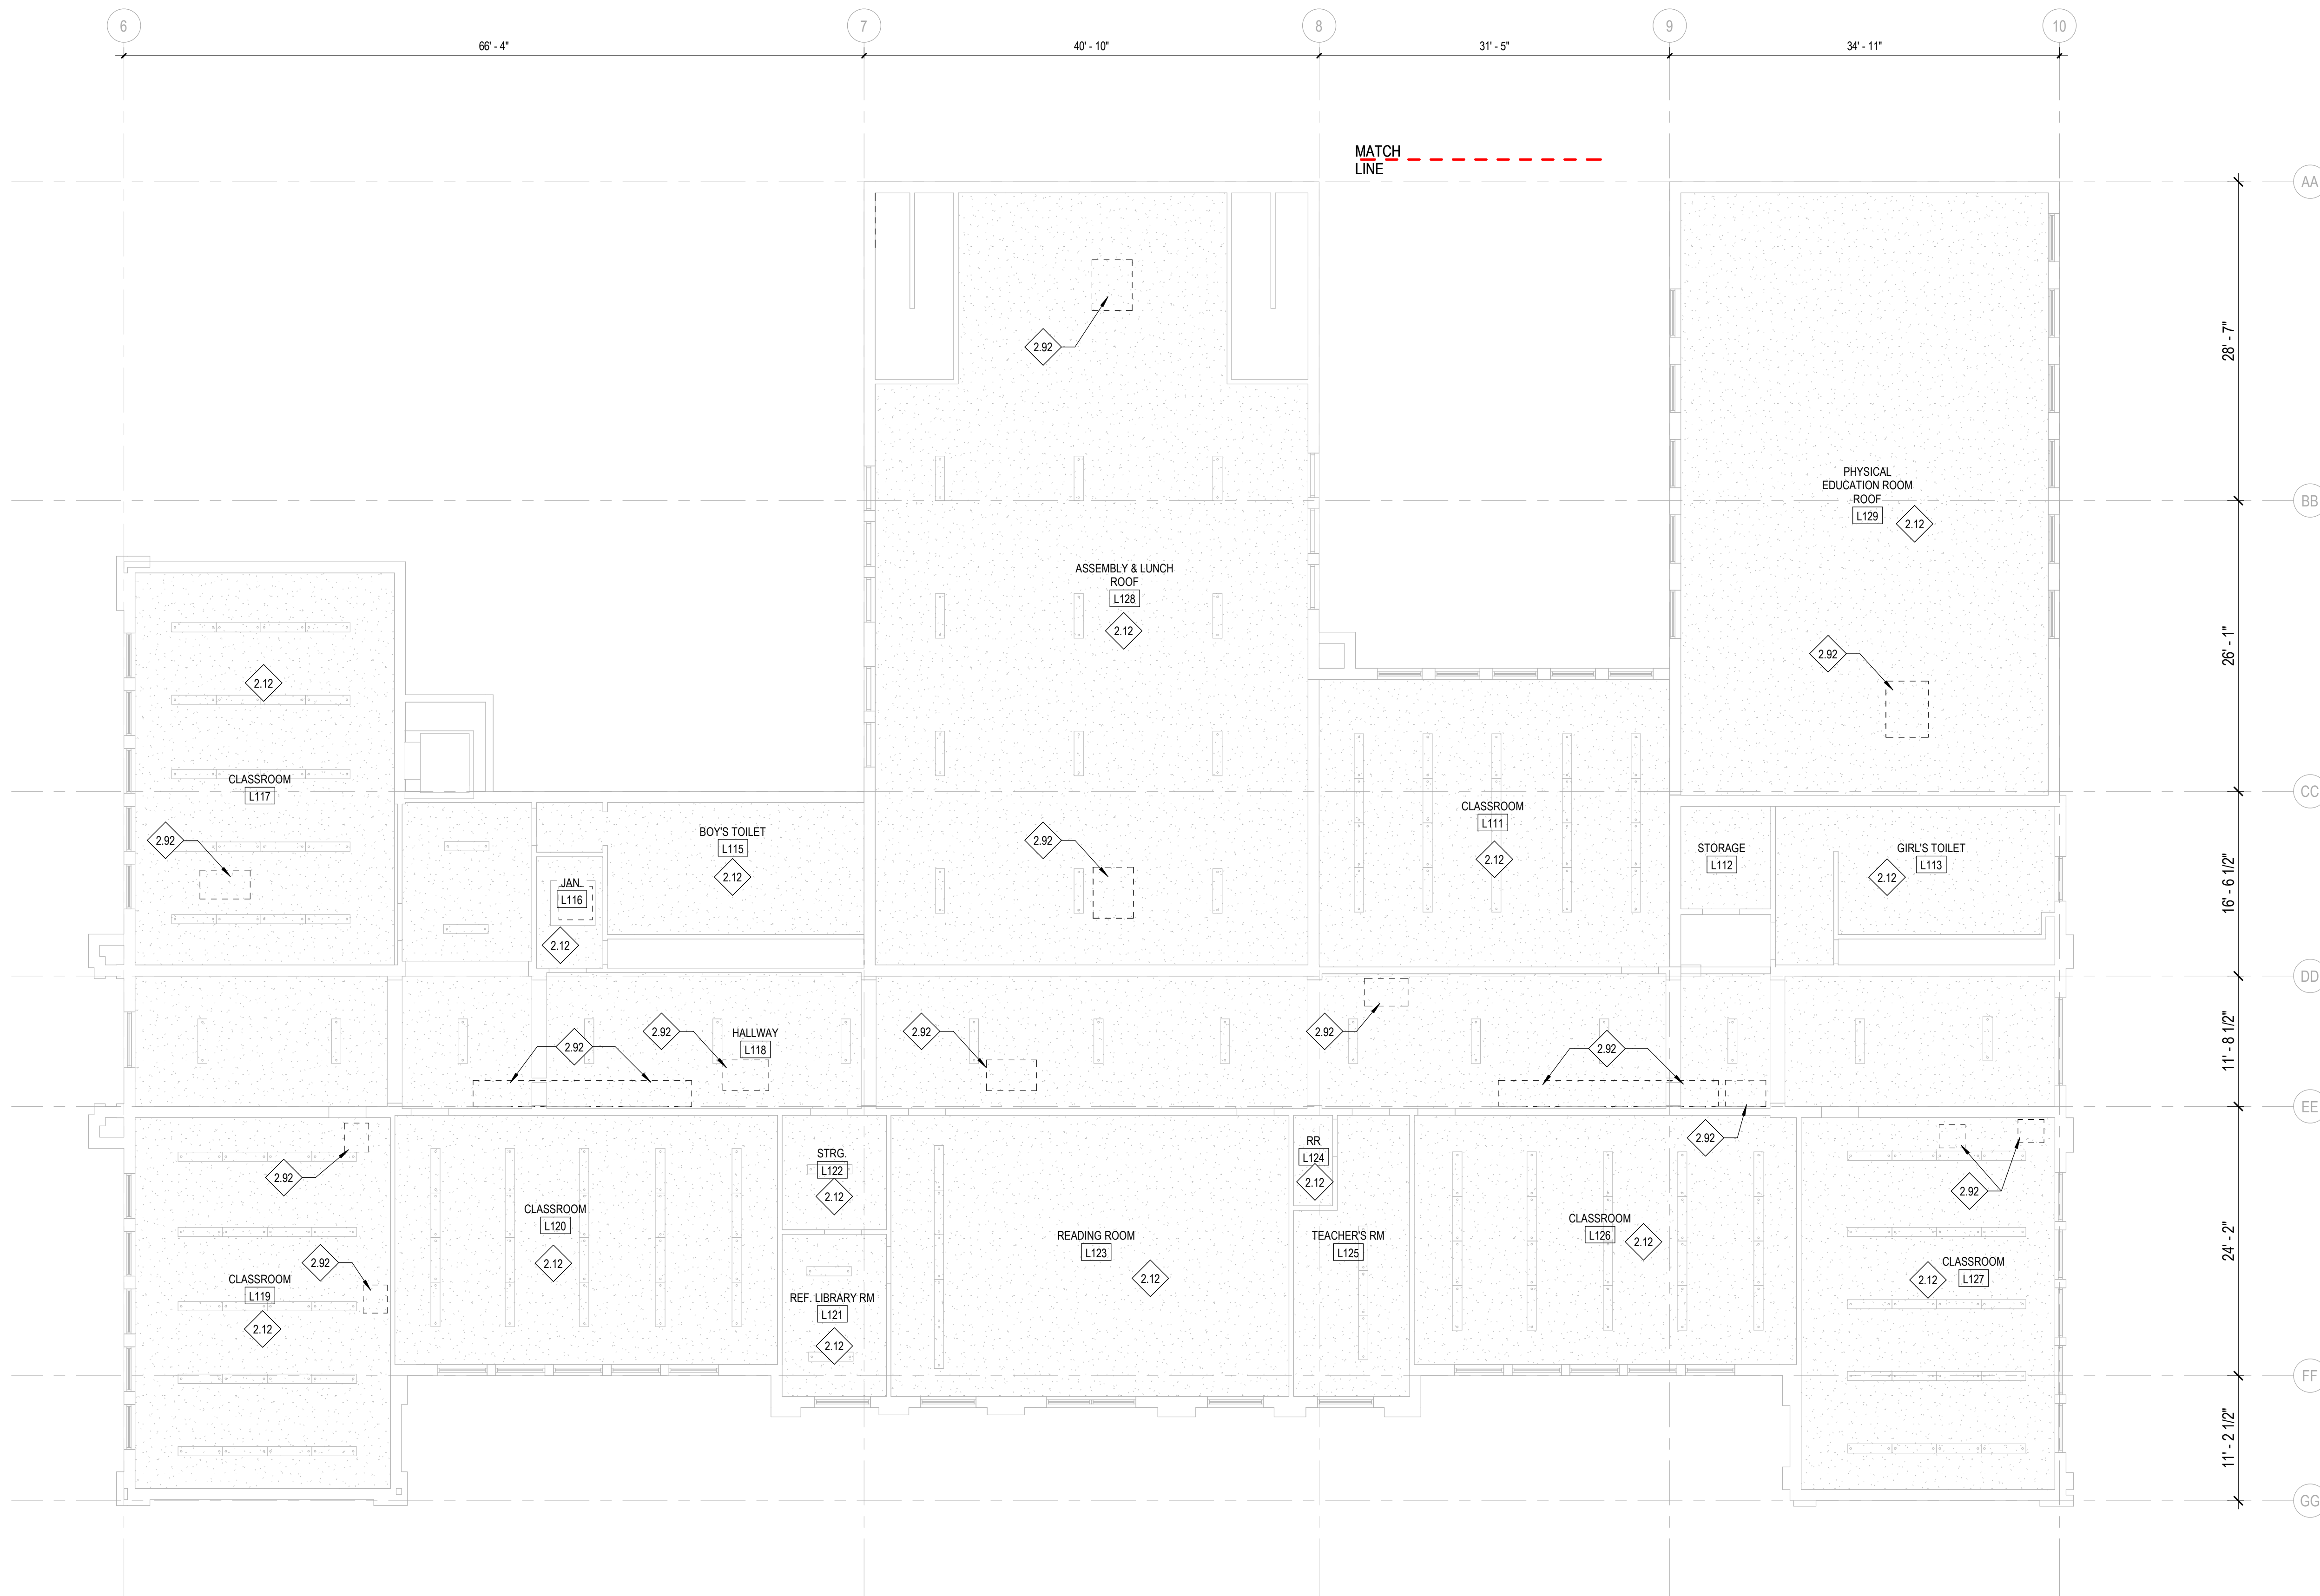 6
7
8
9
10
66' - 4"
40' - 10"
31' - 5"
34' - 11"
MATCH
LINE
AA
28' - 7"
2.92
PHYSICAL
EDUCATION ROOM
ROOF
L129
2.12
BB
ASSEMBLY & LUNCH
ROOF
L128
2.12
26' - 1"
2.92
2.12
CLASSROOM
L117
CC
CLASSROOM
L111
2.12
2.92
BOY'S TOILET
L115
2.12
2.92
STORAGE
L112
GIRL'S TOILET
L113
2.12
16' - 6 1/2"
JAN.
L116
2.12
DD
2.92
2.92
HALLWAY
L118
2.92
2.92
2.92
11' - 8 1/2"
EE
2.92
2.92
STRG.
L122
2.12
RR
L124
2.12
2.92
CLASSROOM
L120
2.12
READING ROOM
L123
2.12
TEACHER'S RM
L125
CLASSROOM
L126
2.12
24' - 2"
2.92
CLASSROOM
L119
2.12
REF. LIBRARY RM
L121
2.12
CLASSROOM
L127
2.12
FF
11' - 2 1/2"
GG